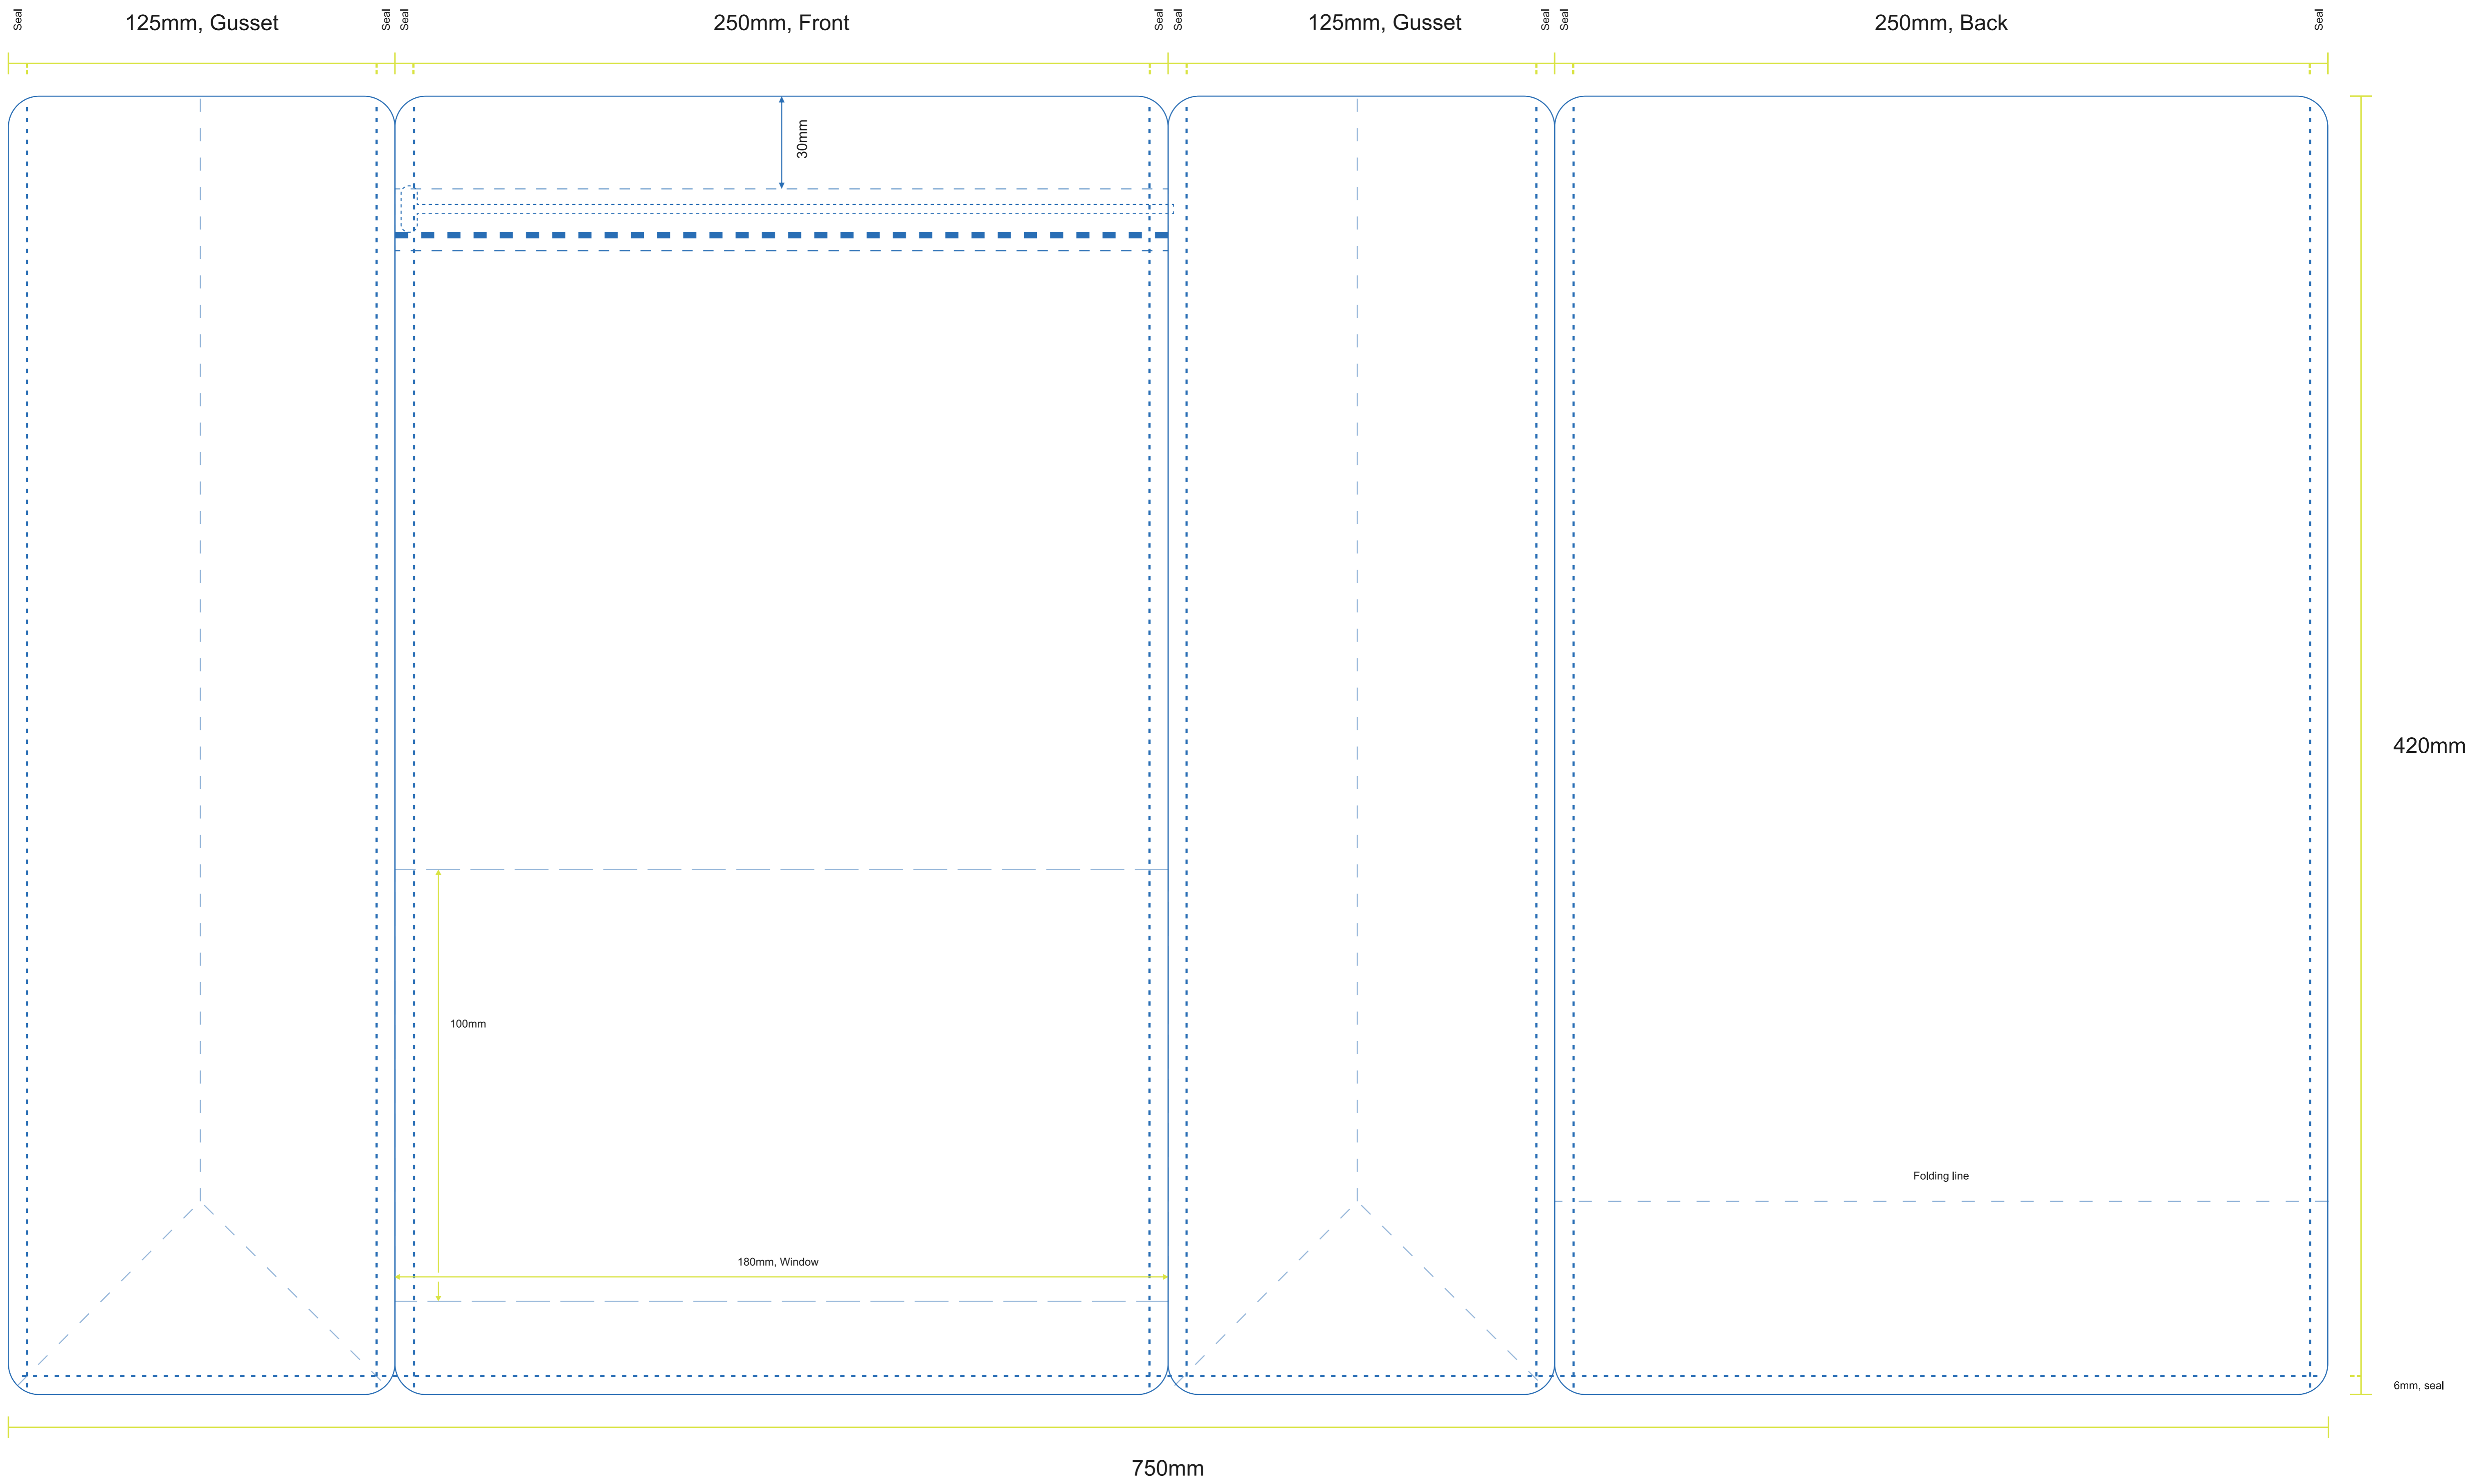 Seal
125mm, Gusset
Seal
Seal
250mm, Front
Seal
Seal
125mm, Gusset
Seal
Seal
250mm, Back
Seal
30mm
420mm
100mm
Folding line
180mm, Window
6mm, seal
750mm